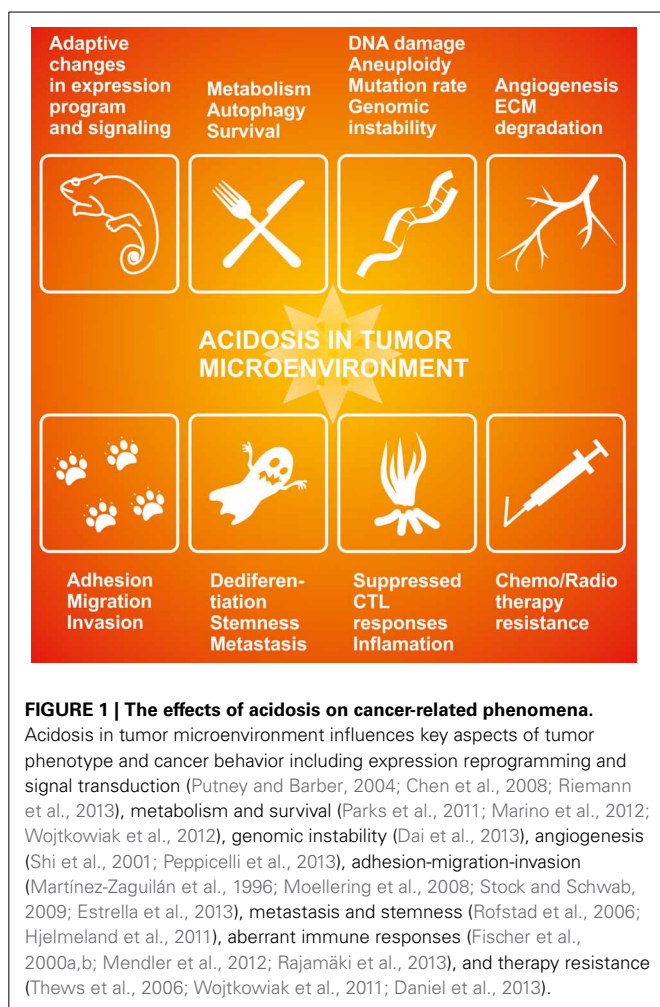 Adaptive
changes
in expression
program
and signaling
Metabolism
Autophagy
Survival
DNA damage
Aneuploidy
Mutation rate
Genomic
instability
Angiogenesis
ECM
degradation
ACIDOSIS IN TUMOR
MICROENVIRONMENT
Adhesion
Migration
Invasion
Dediferen-
tiation
Stemness
Metastasis
Suppressed
CTL
responses
Inflamation
Chemo/Radio
therapy
resistance
FIGURE 1 | The effects of acidosis on cancer-related phenomena.
Acidosis in tumor microenvironment influences key aspects of tumor
phenotype and cancer behavior including expression reprogramming and
signal transduction (Putney and Barber, 2004; Chen et al., 2008; Riemann
et al., 2013), metabolism and survival (Parks et al., 2011; Marino et al., 2012;
Wojtkowiak et al., 2012), genomic instability (Dai et al., 2013), angiogenesis
(Shi et al., 2001; Peppicelli et al., 2013), adhesion-migration-invasion
(Martínez-Zaguilán et al., 1996; Moellering et al., 2008; Stock and Schwab,
2009; Estrella et al., 2013), metastasis and stemness (Rofstad et al., 2006;
Hjelmeland et al., 2011), aberrant immune responses (Fischer et al.,
2000a,b; Mendler et al., 2012; Rajamäki et al., 2013), and therapy resistance
(Thews et al., 2006; Wojtkowiak et al., 2011; Daniel et al., 2013).